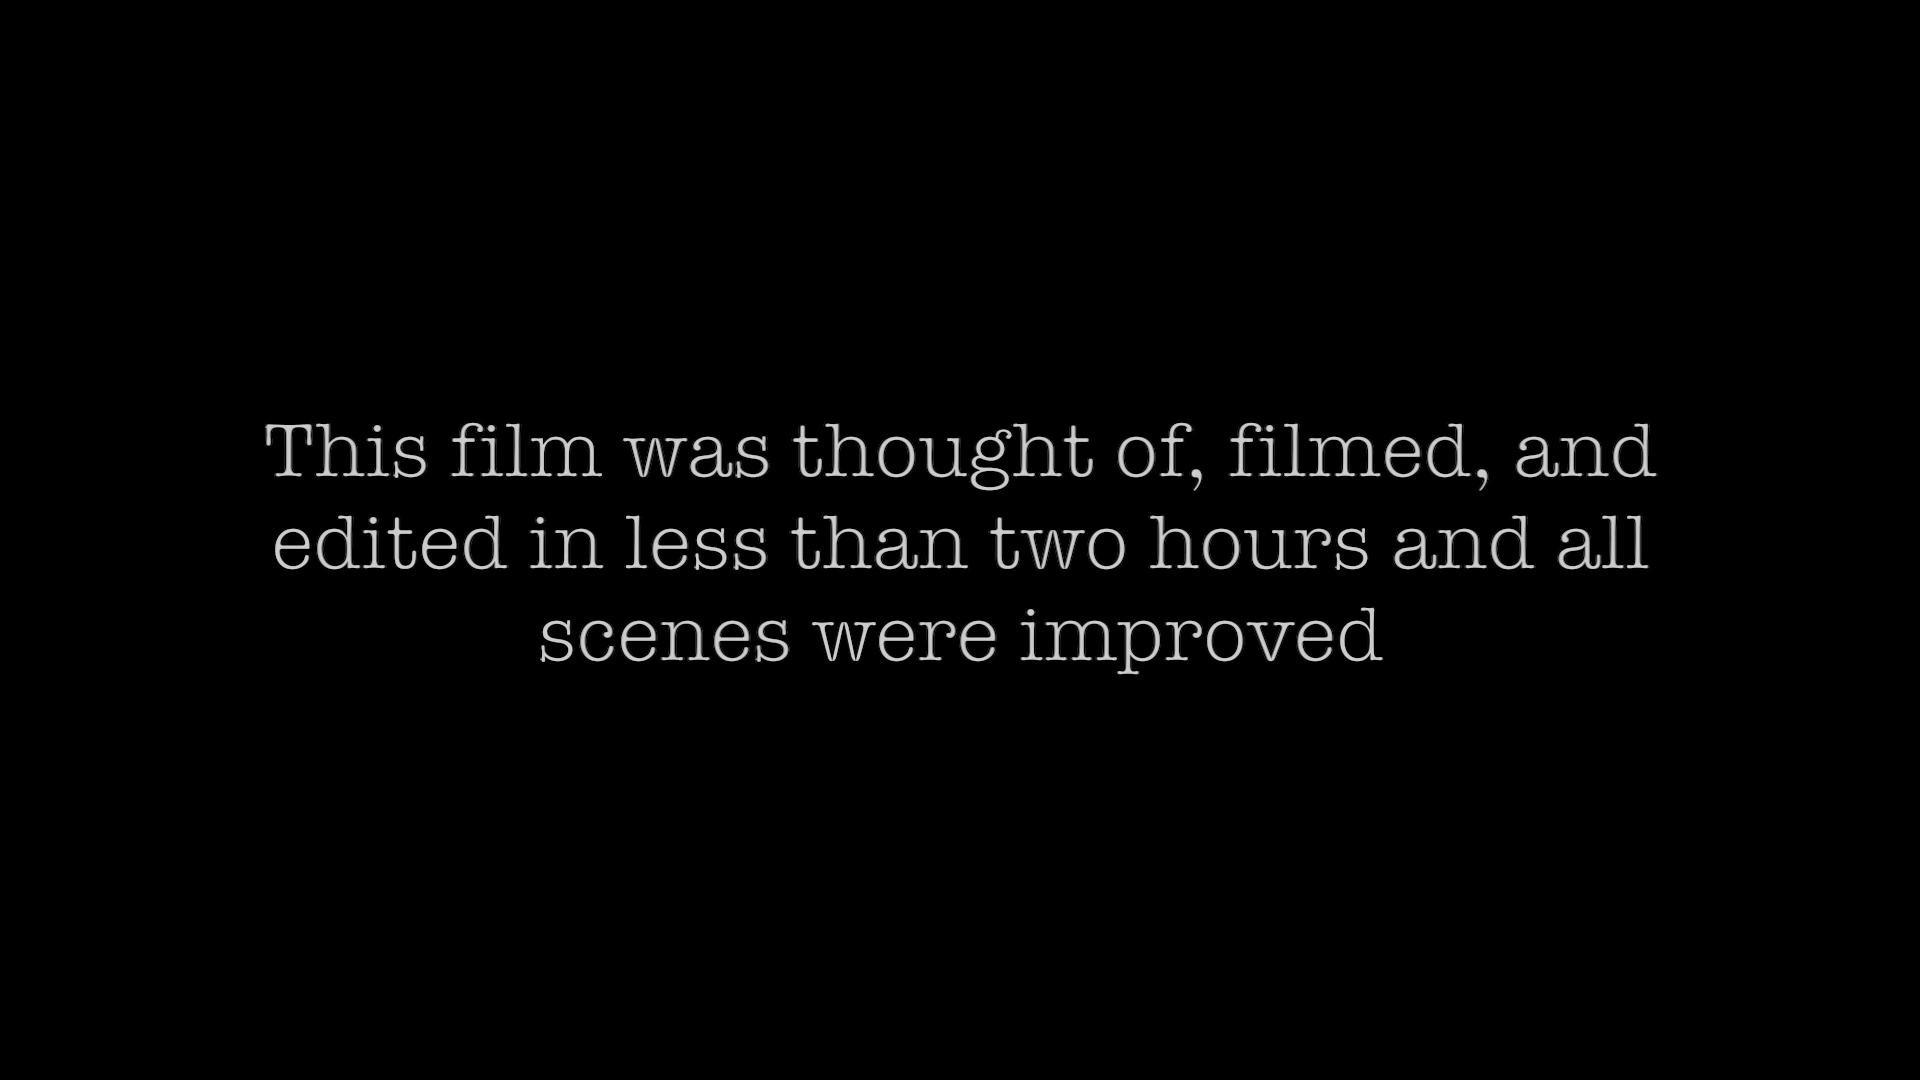 This film was thought of, filmed, and
edited in less than two hours and all
scenes were improved